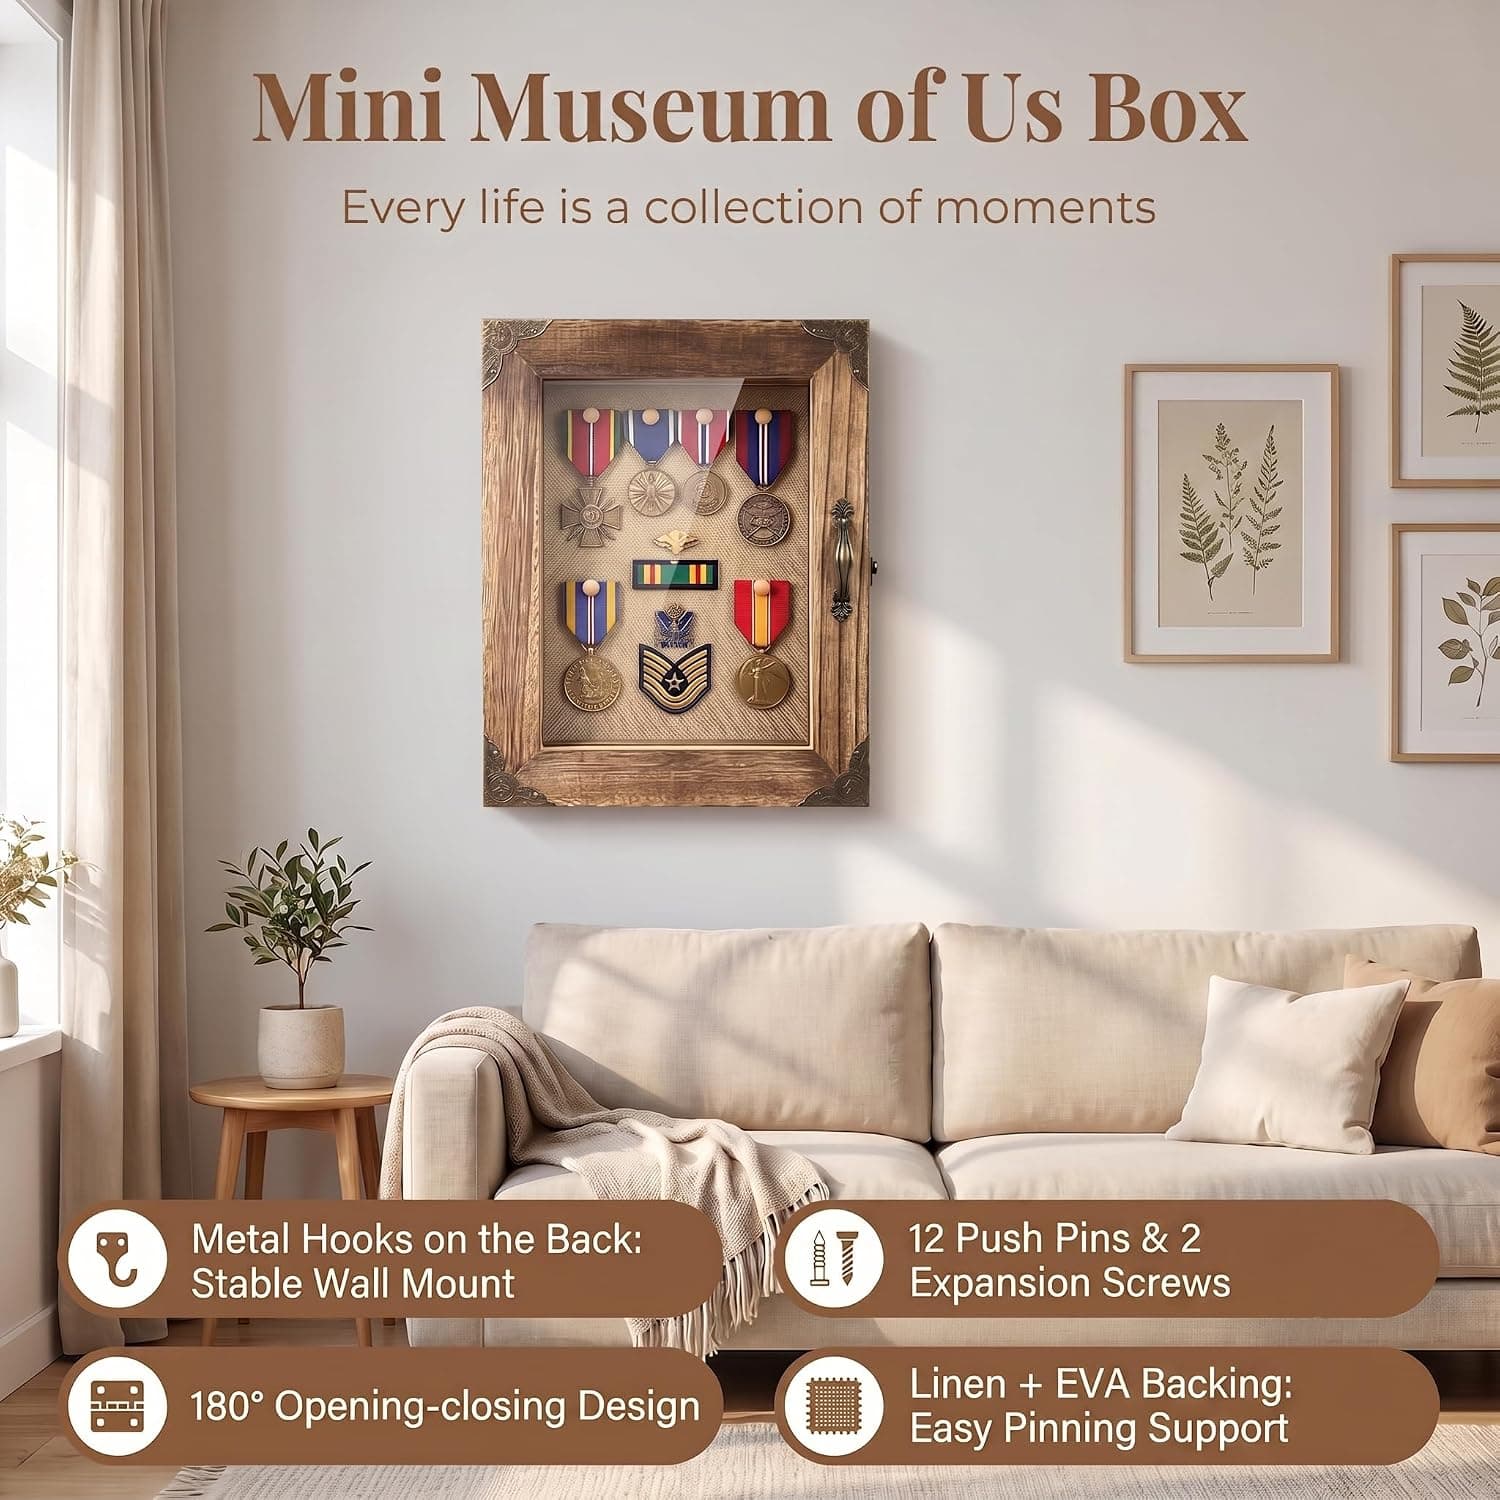 Mini Museum of Us Box
Every life is a collection of moments
Metal Hooks on the Back:
Stable Wall Mount
12 Push Pins & 2
Expansion Screws
180° Opening-closing Design
Linen + EVA Backing:
Easy Pinning Support